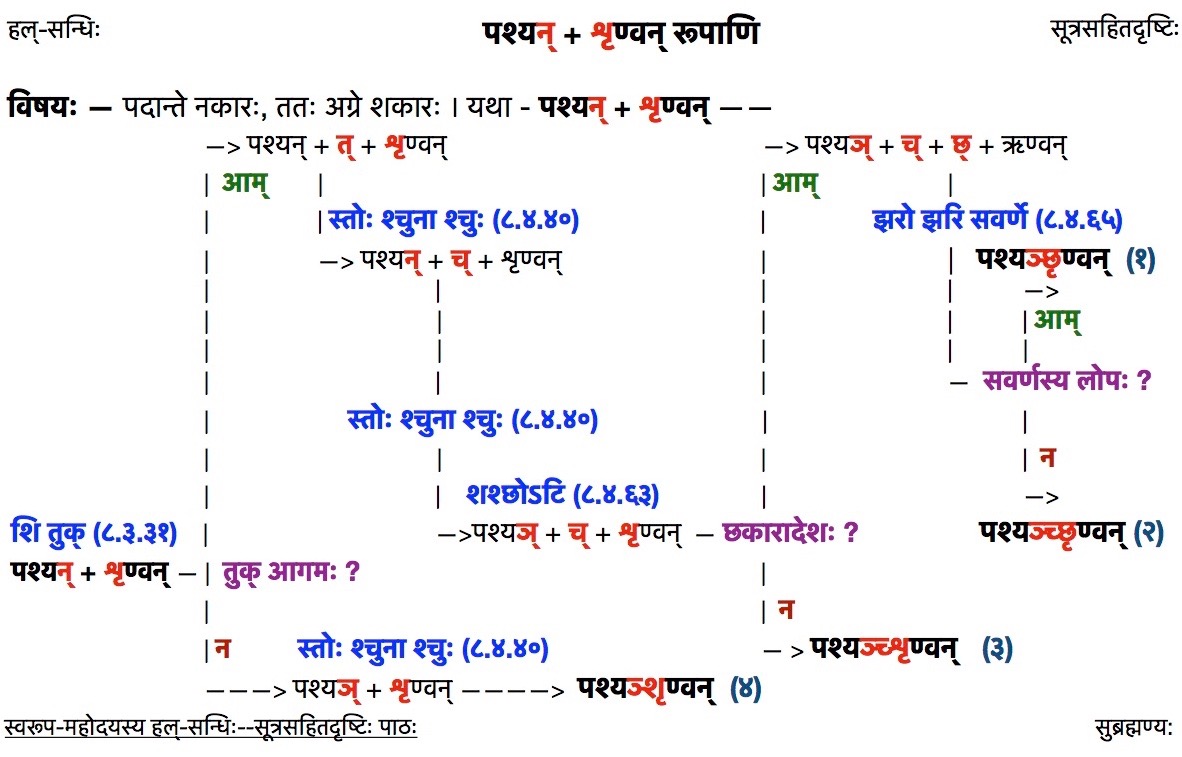 हल्-सन्धिः पश्यन् + शृण्वन् रूपाणि सूत्रसहितदृष्टिः
विषयः — पदान्ते नकारः, ततः अग्रे शकारः । यथा - पश्यन् + शृण्वन् — —
—> पश्यन् + त् + शृण्वन् —> पश्यञ् + च् + छ् + ऋण्वन्
| आम् | | आम् |
| | स्तोः श्चुना श्चुः (८.४.४०) | झरो झरि सवर्णे (८.४.६५)
| —> पश्यन् + च् + शृण्वन् | | पश्यञ्छृण्वन् (१)
| | | | —>
| | | | | आम्
| | | | |
| | | — सवर्णस्य लोपः ?
| स्तोः श्चुना श्चुः (८.४.४०) | |
| | | | न
| | शश्छोऽटि (८.४.६३) | —>
शि तुक् (८.३.३१) | —>पश्यञ् + च् + शृण्वन् — छकारादेशः ? पश्यञ्च्छृण्वन् (२)
पश्यन् + शृण्वन् — | तुक् आगमः ? |
| | न
| न स्तोः श्चुना श्चुः (८.४.४०) — > पश्यञ्च्शृण्वन् (३)
— — —> पश्यञ् + शृण्वन् — — — —> पश्यञ्शृण्वन् (४)
स्वरूप-महोदयस्य हल्-सन्धिः--सूत्रसहितदृष्टिः पाठः सुब्रह्मण्य: